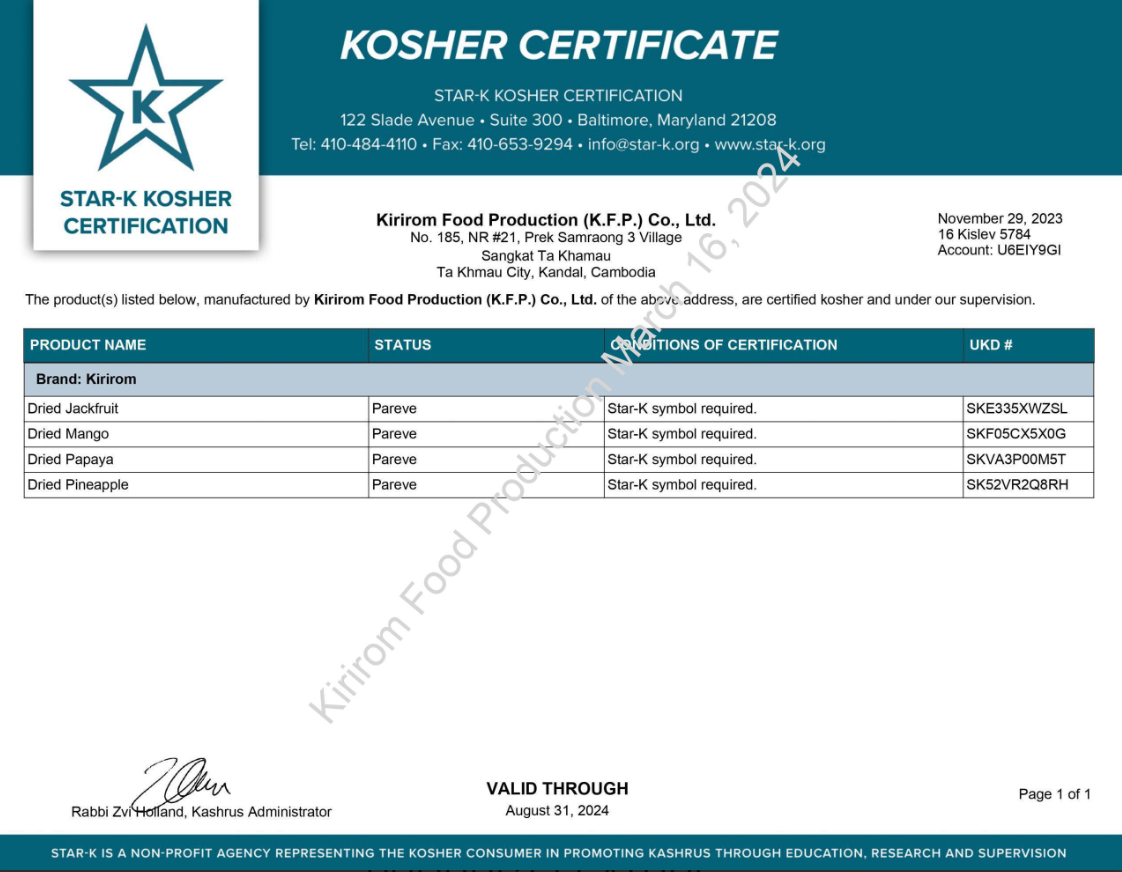 KOSHER CERTIFICATE
STAR-K KOSHER CERTIFICATION
122 Slade Avenue • Suite 300 • Baltimore, Maryland 21208
Tel: 410-484-4110 • Fax: 410-653-9294 • info@star-k.org • www.star-k.org
K
STAR-K KOSHER
CERTIFICATION
Kirirom Food Production (K.F.P.) Co., Ltd.
No. 185, NR #21, Prek Samraong 3 Village
Sangkat Ta Khamau
Ta Khmau City, Kandal, Cambodia
November 29, 2023
16 Kislev 5784
Account: U6EIY9GI
The product(s) listed below, manufactured by Kirirom Food Production (K.F.P.) Co., Ltd. of the above address, are certified kosher and under our supervision.
PRODUCT NAME STATUS CONDITIONS OF CERTIFICATION UKD #
Brand: Kirirom
Dried Jackfruit Pareve Star-K symbol required. SKE335XWZSL
Dried Mango Pareve Star-K symbol required. SKF05CX5X0G
Dried Papaya Pareve Star-K symbol required. SKVA3P00M5T
Dried Pineapple Pareve Star-K symbol required. SK52VR2Q8RH
Kirirom Food Production March 16, 2024
Rabbi Zvi Holland, Kashrus Administrator
VALID THROUGH
August 31, 2024
Page 1 of 1
STAR-K IS A NON-PROFIT AGENCY REPRESENTING THE KOSHER CONSUMER IN PROMOTING KASHRUS THROUGH EDUCATION, RESEARCH AND SUPERVISION